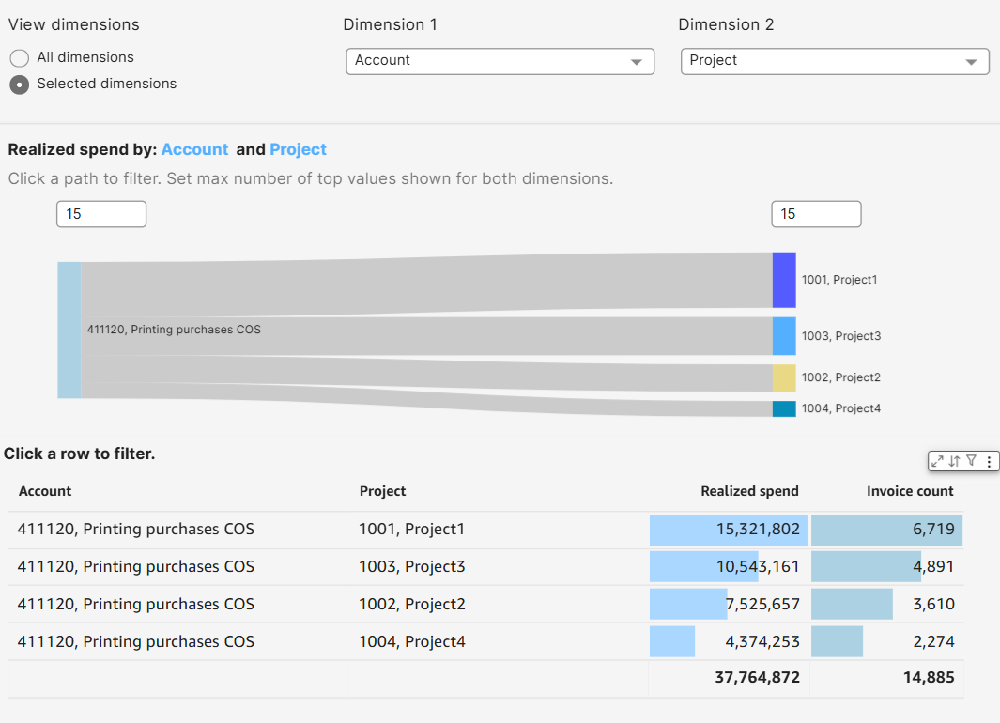 View dimensions
All dimensions
Selected dimensions
Dimension 1
Account
Dimension 2
Project
Realized spend by: Account and Project
Click a path to filter. Set max number of top values shown for both dimensions.
15
15
411120, Printing purchases COS
1001, Project1
1003, Project3
1002, Project2
1004, Project4
Click a row to filter.
Account Project Realized spend Invoice count
411120, Printing purchases COS 1001, Project1 15,321,802 6,719
411120, Printing purchases COS 1003, Project3 10,543,161 4,891
411120, Printing purchases COS 1002, Project2 7,525,657 3,610
411120, Printing purchases COS 1004, Project4 4,374,253 2,274
37,764,872 14,885